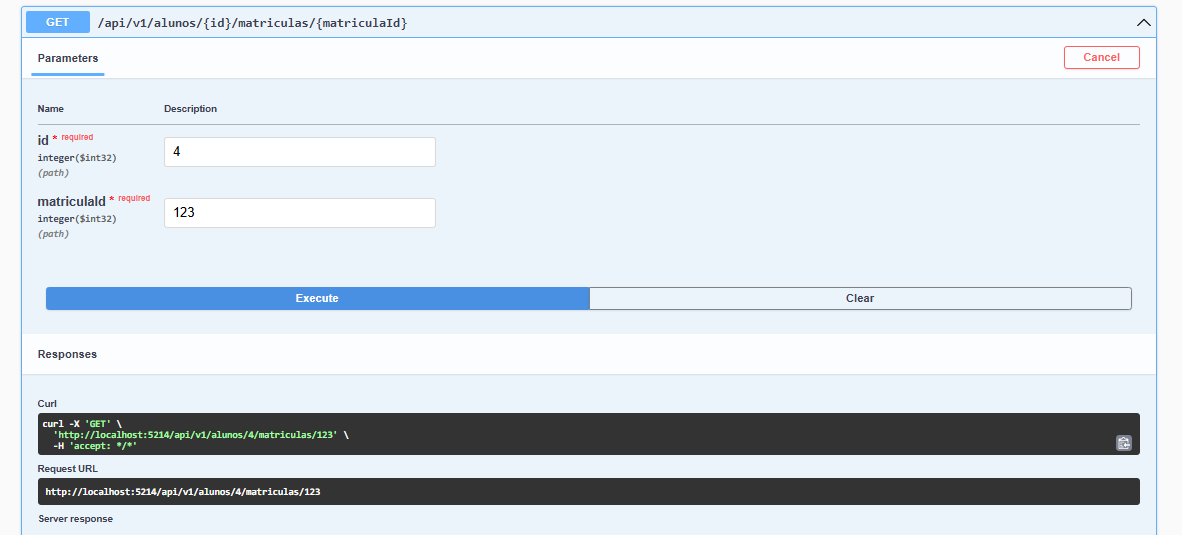 GET /api/v1/alunos/{id}/matriculas/{matriculaId}
Parameters
Cancel
Name Description
id * required
integer($int32)
(path)
4
matriculaId * required
integer($int32)
(path)
123
Execute Clear
Responses
Curl
curl -X 'GET' \
'http://localhost:5214/api/v1/alunos/4/matriculas/123' \
-H 'accept: */*'
Request URL
http://localhost:5214/api/v1/alunos/4/matriculas/123
Server response